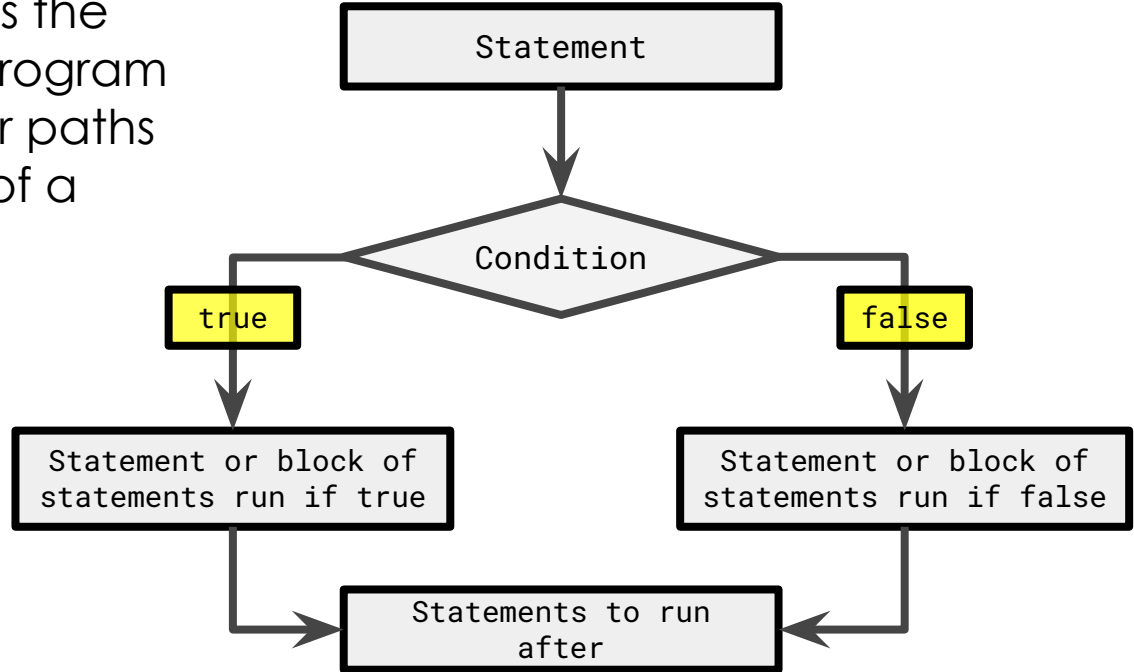 s the
rogram
r paths
of a
Statement
Condition
true
false
Statement or block of
statements run if true
Statement or block of
statements run if false
Statements to run
after